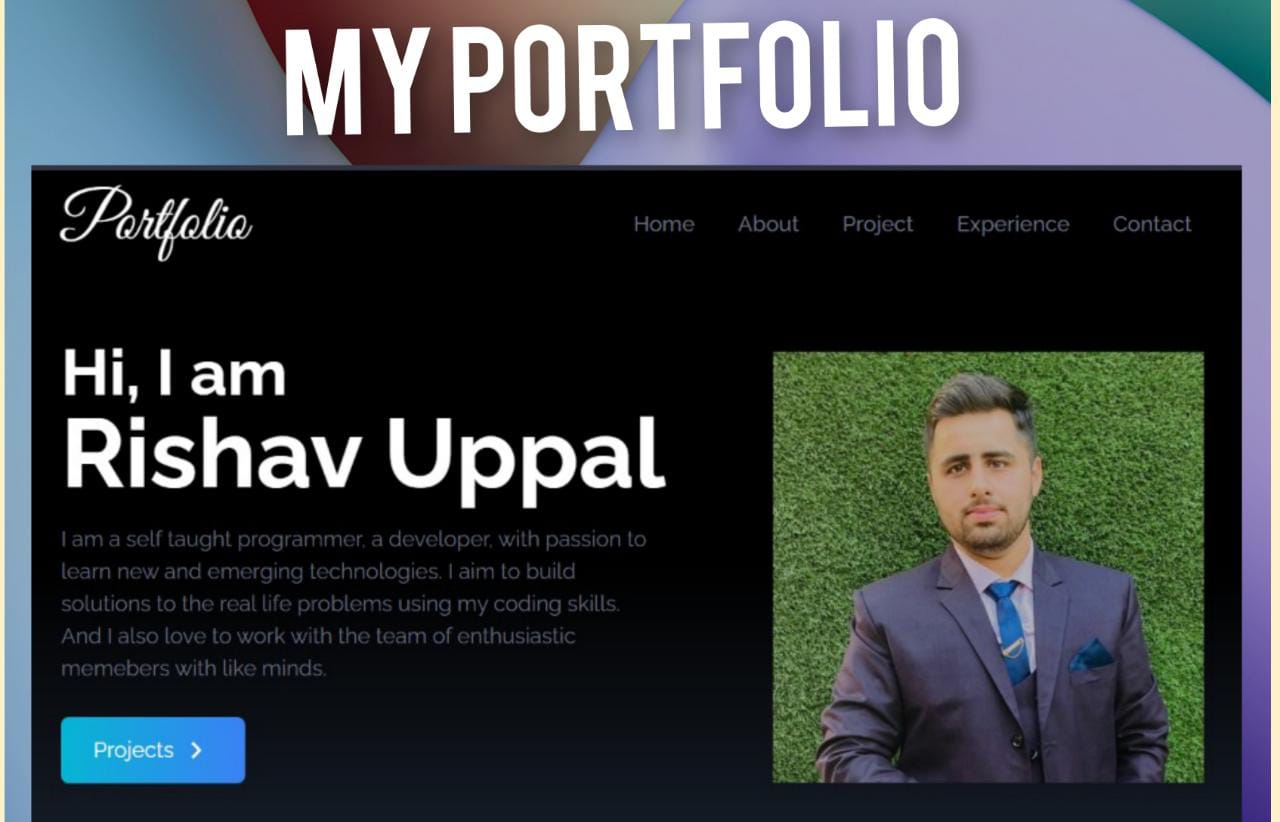 MY PORTFOLIO
Portfolio
Home About Project Experience Contact
Hi, I am
Rishav Uppal
I am a self taught programmer, a developer, with passion to
learn new and emerging technologies. I aim to build
solutions to the real life problems using my coding skills.
And I also love to work with the team of enthusiastic
memebers with like minds.
Projects